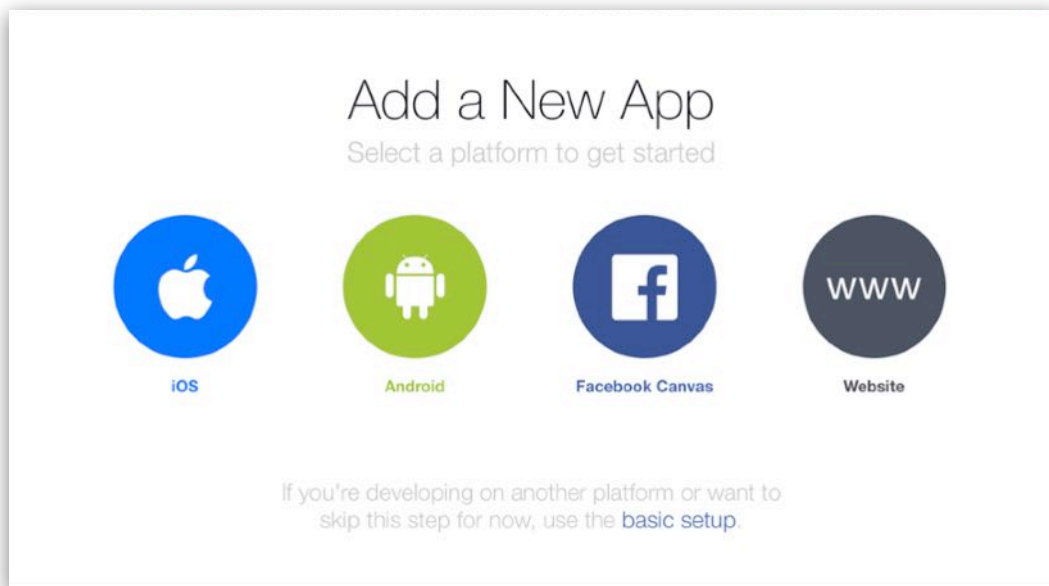 Add a New App
Select a platform to get started
www
iOS
Android
Facebook Canvas
Website
If you're developing on another platform or want to
skip this step for now, use the basic setup.